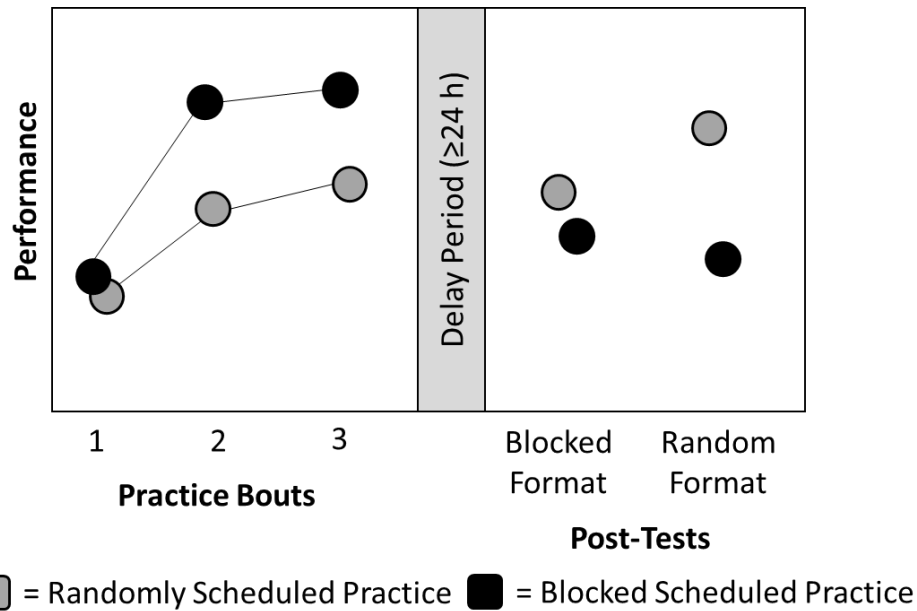 Performance
Delay Period (≥24 h)
1 2 3
Practice Bouts
Blocked Format
Random Format
Post-Tests
= Randomly Scheduled Practice = Blocked Scheduled Practice